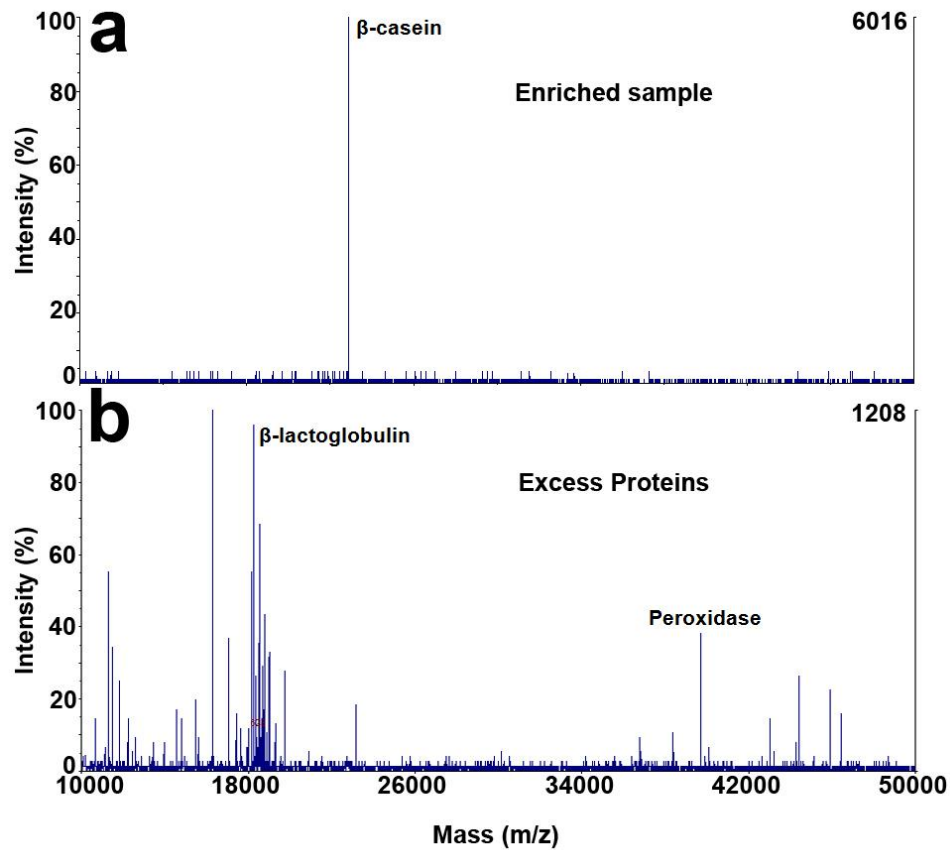 a
100
80
60
40
20
0
Intensity (%)
β-casein
Enriched sample
6016
b
100
80
60
40
20
0
Intensity (%)
β-lactoglobulin
Excess Proteins
1208
Peroxidase
10000 18000 26000 34000 42000 50000
Mass (m/z)